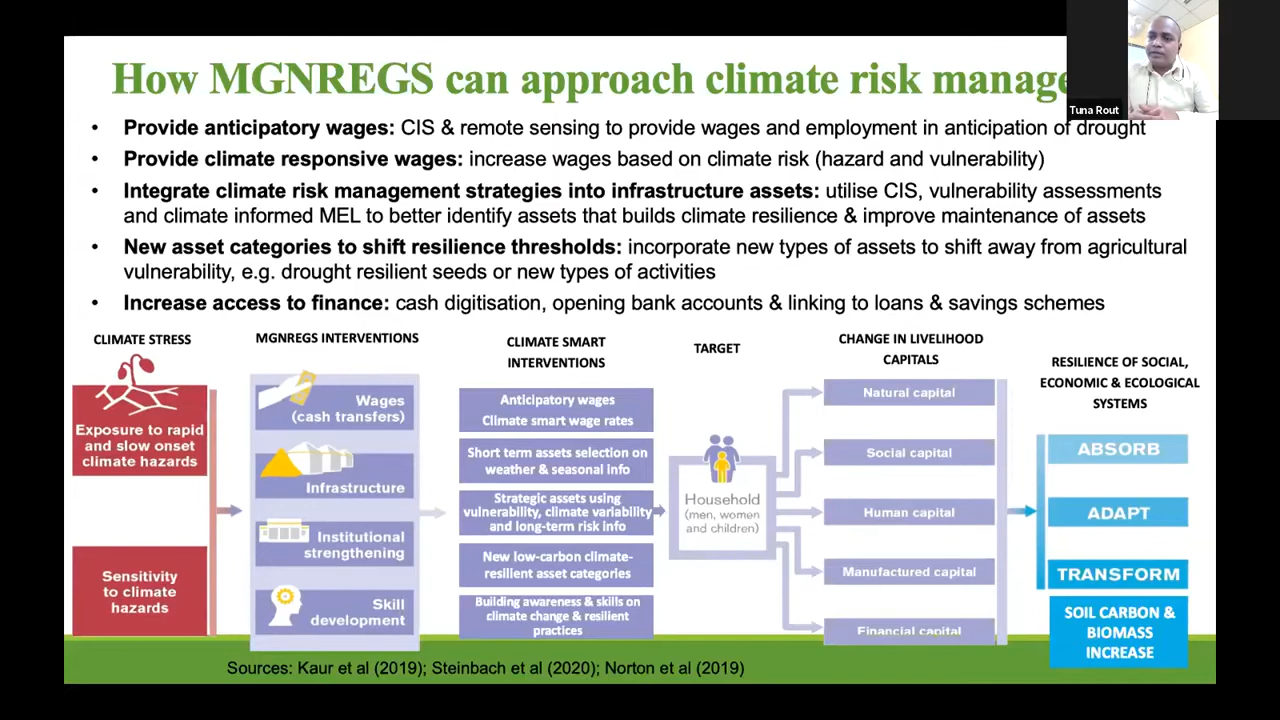 How MGNREGS can approach climate risk manage
Tuna Rout
• Provide anticipatory wages: CIS & remote sensing to provide wages and employment in anticipation of drought
• Provide climate responsive wages: increase wages based on climate risk (hazard and vulnerability)
• Integrate climate risk management strategies into infrastructure assets: utilise CIS, vulnerability assessments
and climate informed MEL to better identify assets that builds climate resilience & improve maintenance of assets
• New asset categories to shift resilience thresholds: incorporate new types of assets to shift away from agricultural
vulnerability, e.g. drought resilient seeds or new types of activities
• Increase access to finance: cash digitisation, opening bank accounts & linking to loans & savings schemes
CLIMATE STRESS
Exposure to rapid
and slow onset
climate hazards
Sensitivity
to climate
hazards
MGNREGS INTERVENTIONS
Wages
(cash transfers)
Infrastructure
Institutional
strengthening
Skill
development
CLIMATE SMART
INTERVENTIONS
Anticipatory wages
Climate smart wage rates
Short term assets selection on
weather & seasonal info
Strategic assets using
vulnerability, climate variability
and long-term risk info
New low-carbon climate-
resilient asset categories
Building awareness & skills on
climate change & resilient
practices
TARGET
Household
(men, women
and children)
CHANGE IN LIVELIHOOD
CAPITALS
Natural capital
Social capital
Human capital
Manufactured capital
Financial capital
RESILIENCE OF SOCIAL,
ECONOMIC & ECOLOGICAL
SYSTEMS
ABSORB
ADAPT
TRANSFORM
SOIL CARBON &
BIOMASS
INCREASE
Sources: Kaur et al (2019); Steinbach et al (2020); Norton et al (2019)